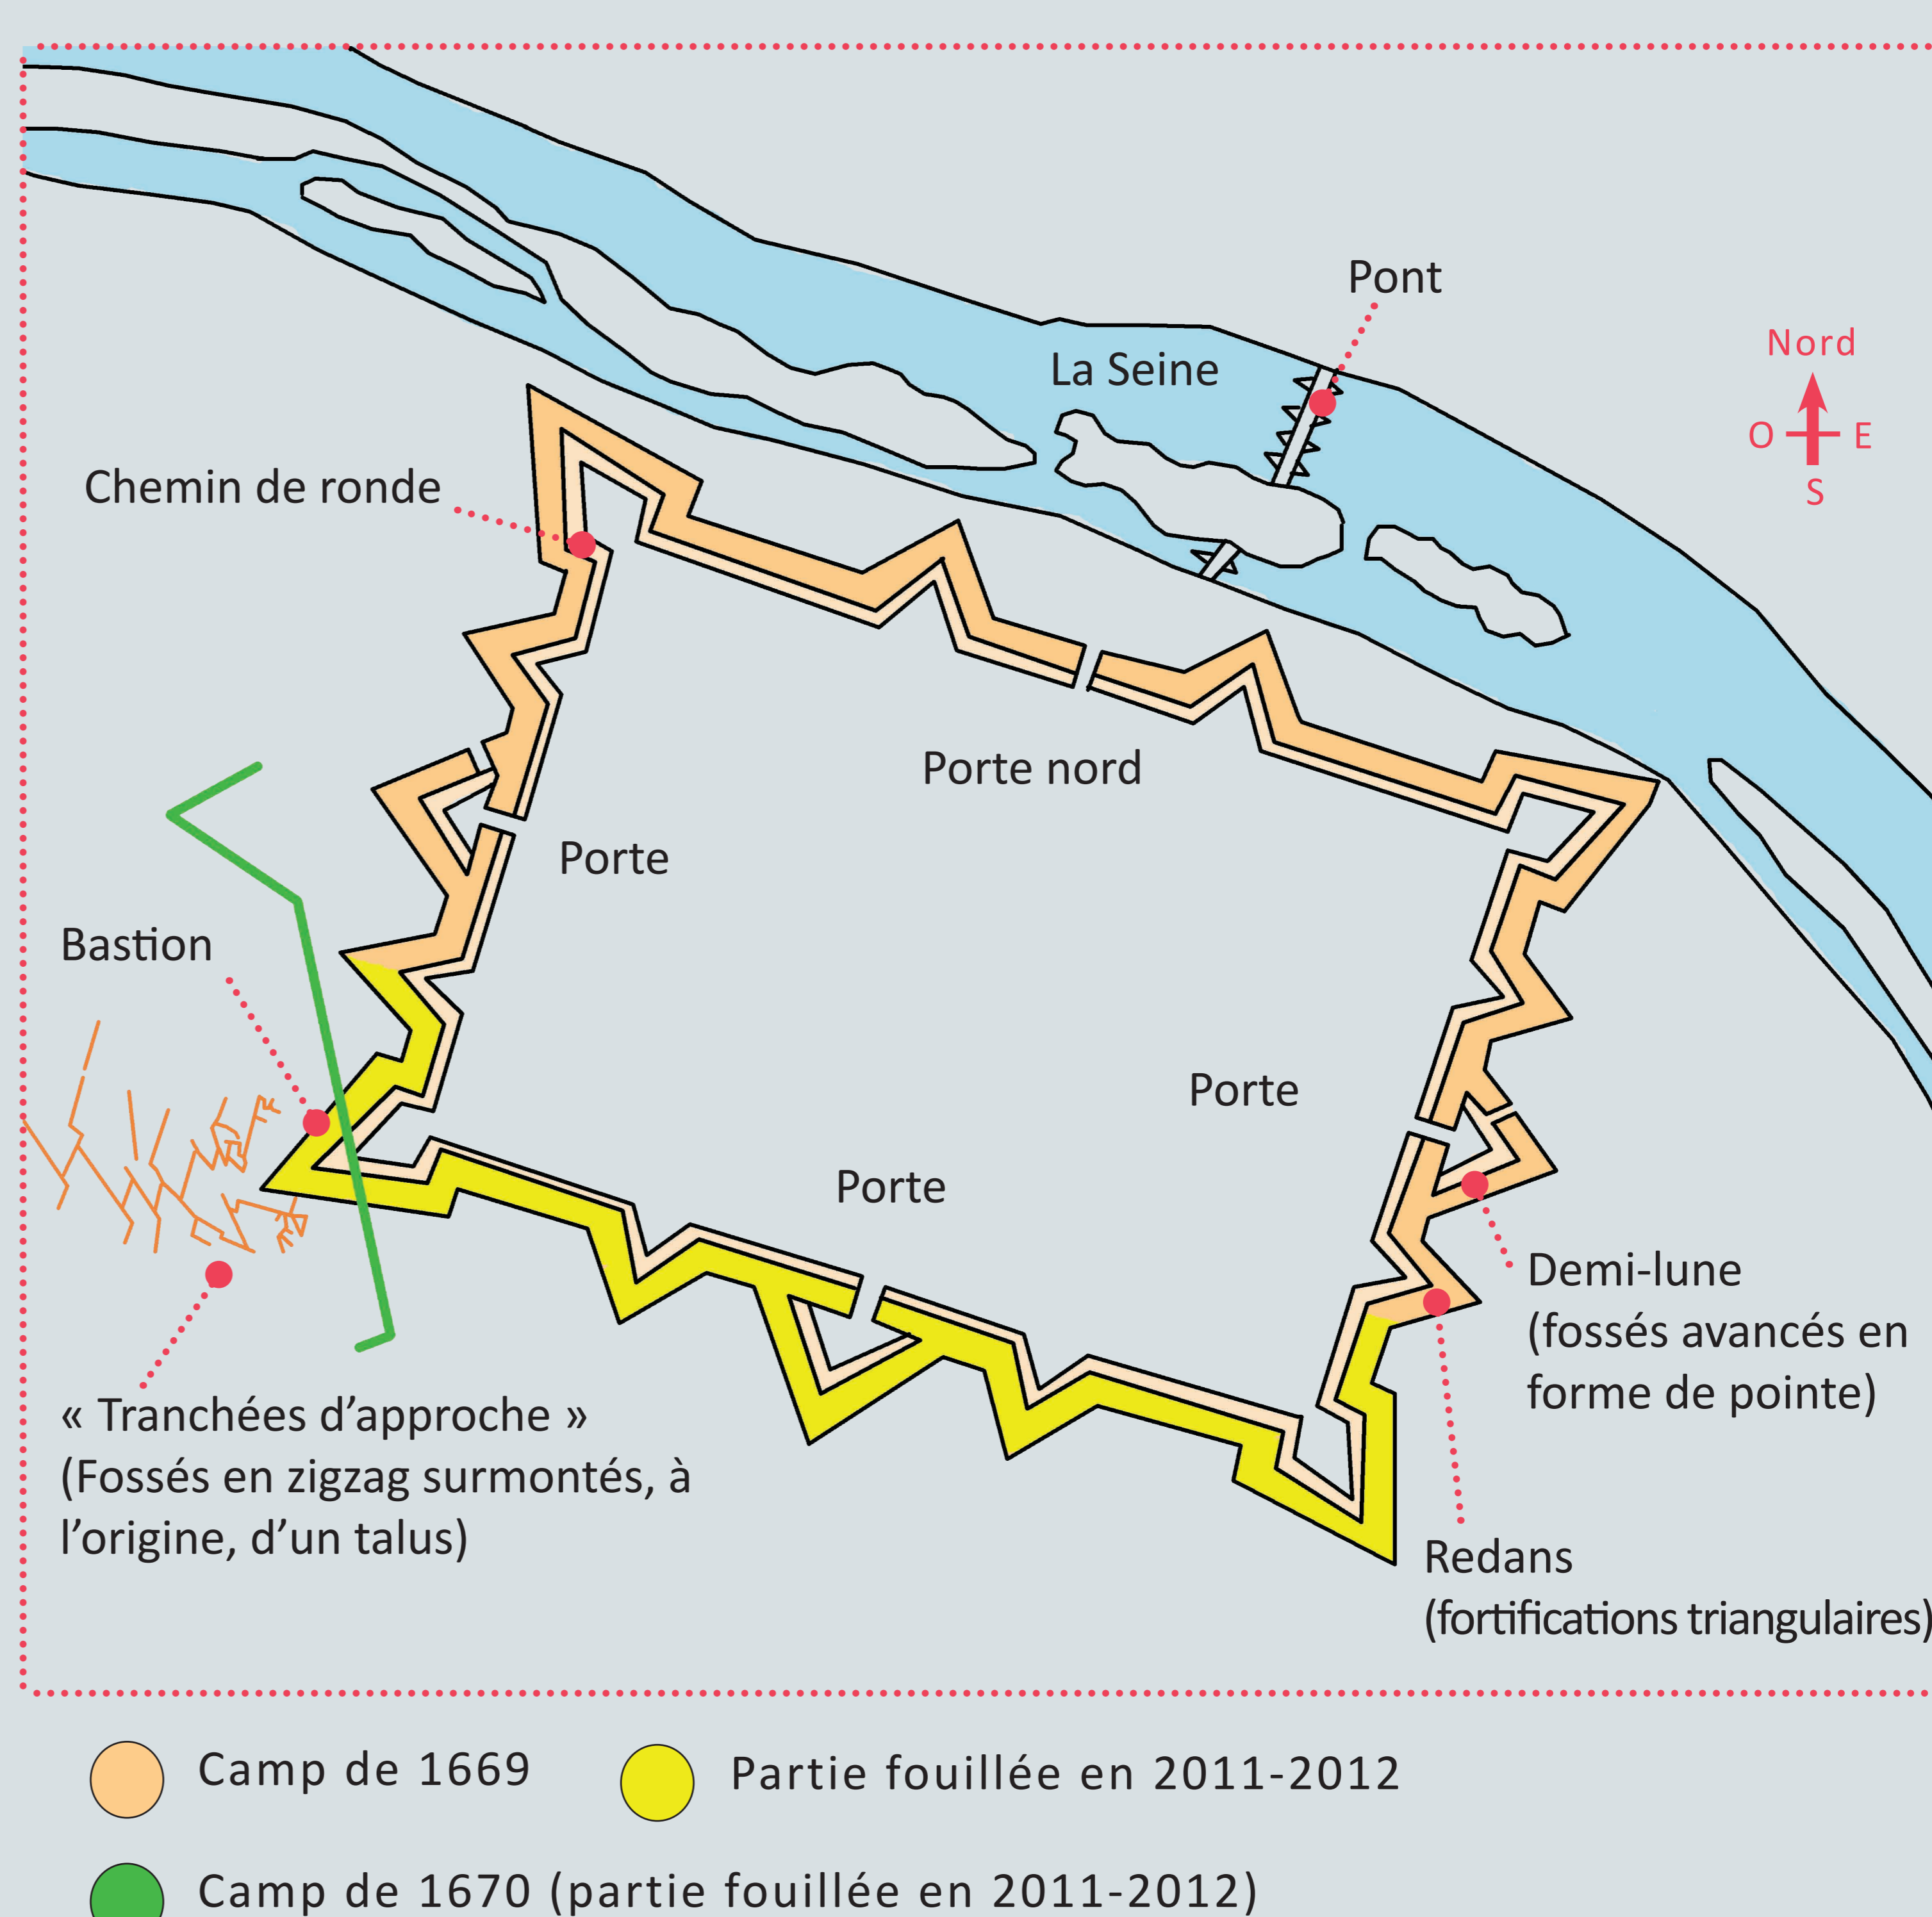 Pont
La Seine
Nord
O
E
S
Chemin de ronde
Porte nord
Porte
Bastion
Porte
Porte
Demi-lune
(fossés avancés en
forme de pointe)
« Tranchées d’approche »
(Fossés en zigzag surmontés, à
l’origine, d’un talus)
Redans
(fortifications triangulaires)
Camp de 1669
Partie fouillée en 2011-2012
Camp de 1670 (partie fouillée en 2011-2012)